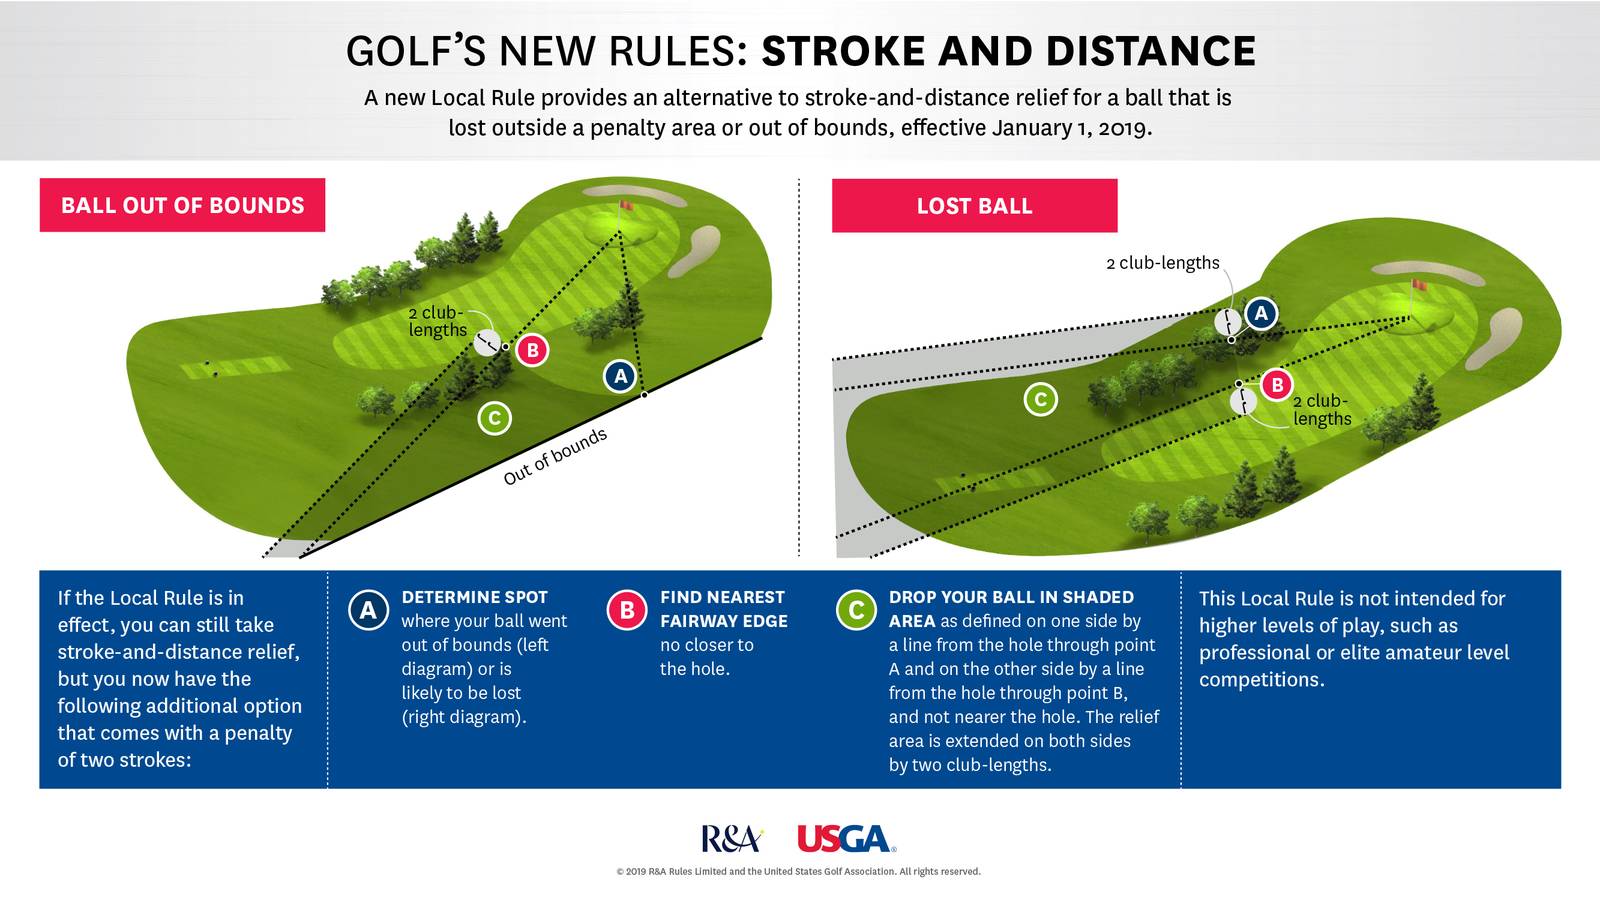 GOLF'S NEW RULES: STROKE AND DISTANCE
A new Local Rule provides an alternative to stroke-and-distance relief for a ball that is
lost outside a penalty area or out of bounds, effective January 1, 2019.
BALL OUT OF BOUNDS
2 club-
lengths
B
A
C
Out of bounds
LOST BALL
2 club-lengths
A
B
2 club-
lengths
C
If the Local Rule is in
effect, you can still take
stroke-and-distance relief,
but you now have the
following additional option
that comes with a penalty
of two strokes:
A
DETERMINE SPOT
where your ball went
out of bounds (left
diagram) or is
likely to be lost
(right diagram).
B
FIND NEAREST
FAIRWAY EDGE
no closer to
the hole.
C
DROP YOUR BALL IN SHADED
AREA as defined on one side by
a line from the hole through point
A and on the other side by a line
from the hole through point B,
and not nearer the hole. The relief
area is extended on both sides
by two club-lengths.
This Local Rule is not intended for
higher levels of play, such as
professional or elite amateur level
competitions.
R&A
USGA®
© 2019 R&A Rules Limited and the United States Golf Association. All rights reserved.